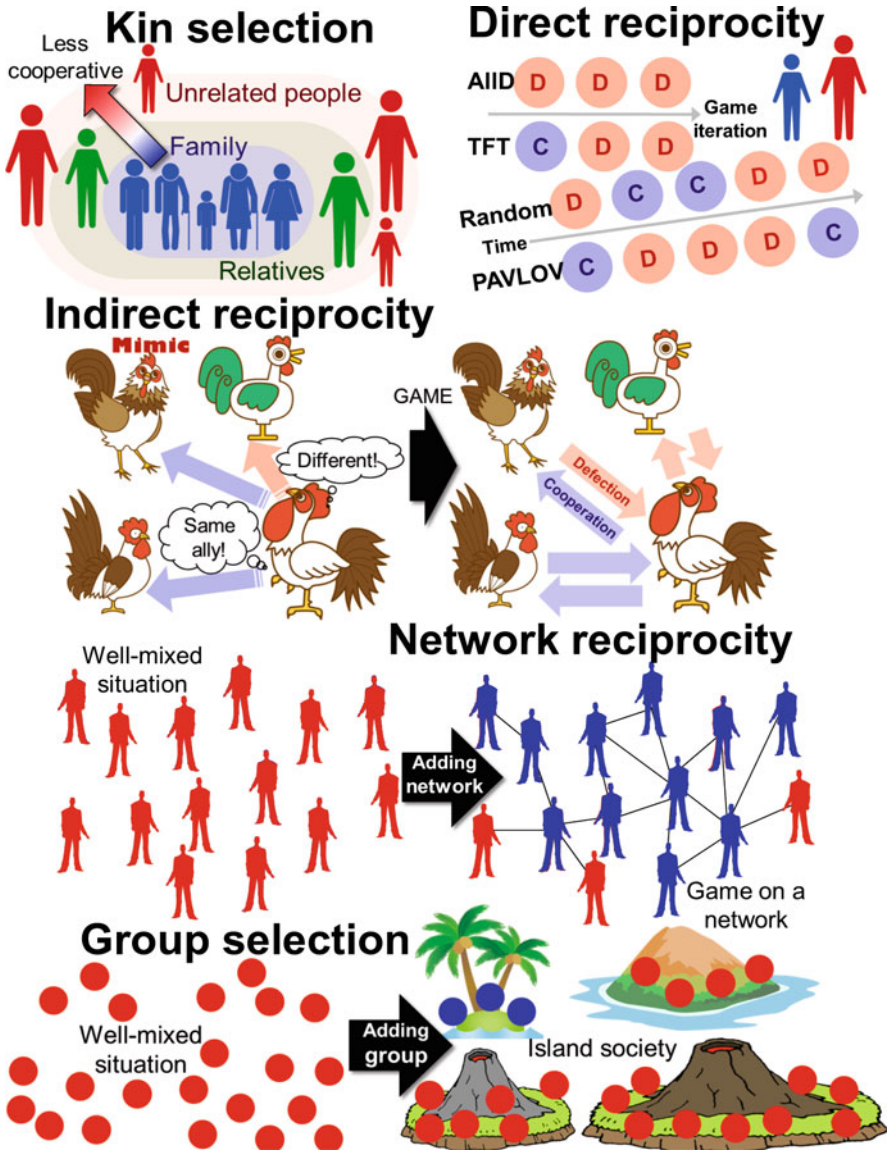 Kin selection
Less
cooperative
Unrelated people
Family
Relatives
Direct reciprocity
AllD D D D
Game
iteration
TFT C D D
Random D C C D D
Time
PAVLOV C D D D C
Indirect reciprocity
Mimic
Different!
Same
ally!
GAME
Defection
Cooperation
Network reciprocity
Well-mixed
situation
Adding
network
Game on a
network
Group selection
Well-mixed
situation
Adding
group
Island society